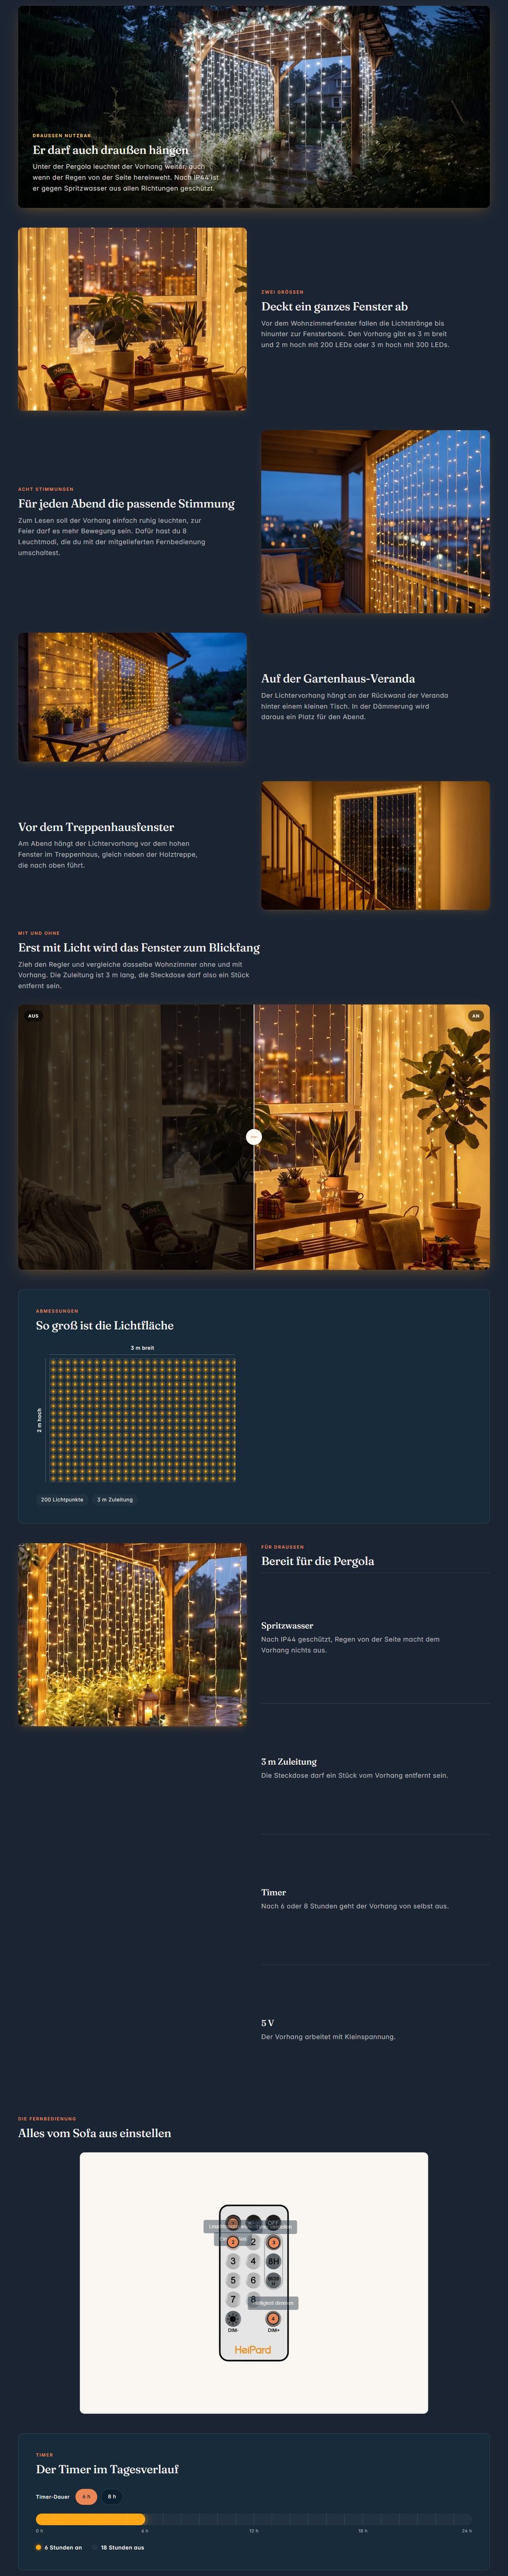 DRAUSSEN NUTZBAR
Er darf auch draußen hängen
Unter der Pergola leuchtet der Vorhang weiter, auch
wenn der Regen von der Seite hereinweht. Nach IP44 ist
er gegen Spritzwasser aus allen Richtungen geschützt.
ZWEI GRÖSSEN
Deckt ein ganzes Fenster ab
Vor dem Wohnzimmerfenster fallen die Lichtstränge bis
hinunter zur Fensterbank. Den Vorhang gibt es 3 m breit
und 2 m hoch mit 200 LEDs oder 3 m hoch mit 300 LEDs.
ACHT STIMMUNGEN
Für jeden Abend die passende Stimmung
Zum Lesen soll der Vorhang einfach ruhig leuchten, zur
Feier darf es mehr Bewegung sein. Dafür hast du 8
Leuchtmodi, die du mit der mitgelieferten Fernbedienung
umschaltest.
Auf der Gartenhaus-Veranda
Der Lichtervorhang hängt an der Rückwand der Veranda
hinter einem kleinen Tisch. In der Dämmerung wird
daraus ein Platz für den Abend.
Vor dem Treppenhausfenster
Am Abend hängt der Lichtervorhang vor dem hohen
Fenster im Treppenhaus, gleich neben der Holztreppe,
die nach oben führt.
MIT UND OHNE
Erst mit Licht wird das Fenster zum Blickfang
Zieh den Regler und vergleiche dasselbe Wohnzimmer ohne und mit
Vorhang. Die Zuleitung ist 3 m lang, die Steckdose darf also ein Stück
entfernt sein.
AUS
AN
Noel
ABMESSUNGEN
So groß ist die Lichtfläche
3 m breit
2 m hoch
200 Lichtpunkte
3 m Zuleitung
FÜR DRAUSSEN
Bereit für die Pergola
Spritzwasser
Nach IP44 geschützt, Regen von der Seite macht dem
Vorhang nichts aus.
3 m Zuleitung
Die Steckdose darf ein Stück vom Vorhang entfernt sein.
Timer
Nach 6 oder 8 Stunden geht der Vorhang von selbst aus.
5 V
Der Vorhang arbeitet mit Kleinspannung.
DIE FERNBEDIENUNG
Alles vom Sofa aus einstellen
OFF
2 2 3
3 4 8H
5 6
7 8 dimmen
4
DIM- DIM+
HeiPard
TIMER
Der Timer im Tagesverlauf
Timer-Dauer 6 h 8 h
0 h 6 h 12 h 18 h 24 h
6 Stunden an 18 Stunden aus